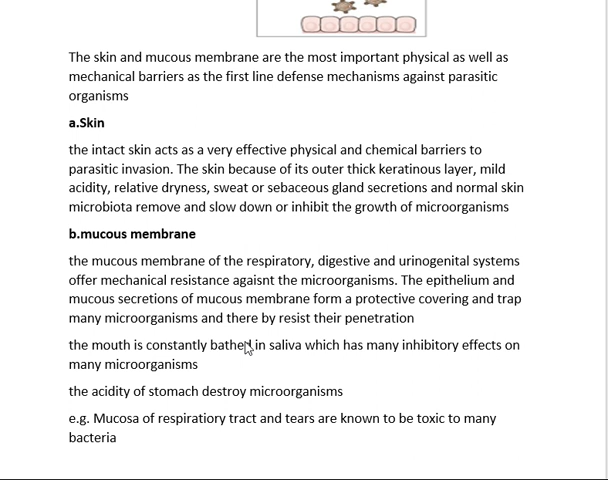 The skin and mucous membrane are the most important physical as well as
mechanical barriers as the first line defense mechanisms against parasitic
organisms
a.Skin
the intact skin acts as a very effective physical and chemical barriers to
parasitic invasion. The skin because of its outer thick keratinous layer, mild
acidity, relative dryness, sweat or sebaceous gland secretions and normal skin
microbiota remove and slow down or inhibit the growth of microorganisms
b.mucous membrane
the mucous membrane of the respiratory, digestive and urinogenital systems
offer mechanical resistance agaisnt the microorganisms. The epithelium and
mucous secretions of mucous membrane form a protective covering and trap
many microorganisms and there by resist their penetration
the mouth is constantly bathed in saliva which has many inhibitory effects on
many microorganisms
the acidity of stomach destroy microorganisms
e.g. Mucosa of respiratiory tract and tears are known to be toxic to many
bacteria